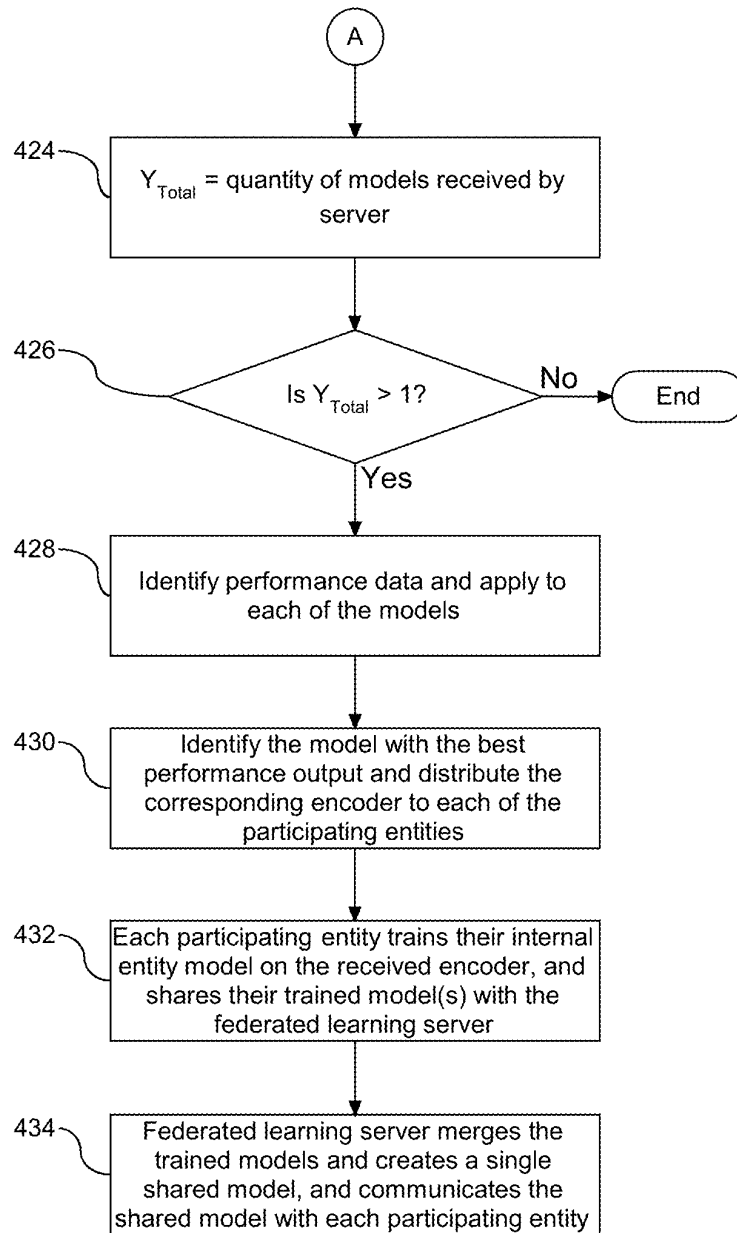 A
424
Y_Total = quantity of models received by
server
426
Is Y_Total > 1?
No
End
Yes
428
Identify performance data and apply to
each of the models
430
Identify the model with the best
performance output and distribute the
corresponding encoder to each of the
participating entities
432
Each participating entity trains their internal
entity model on the received encoder, and
shares their trained model(s) with the
federated learning server
434
Federated learning server merges the
trained models and creates a single
shared model, and communicates the
shared model with each participating entity